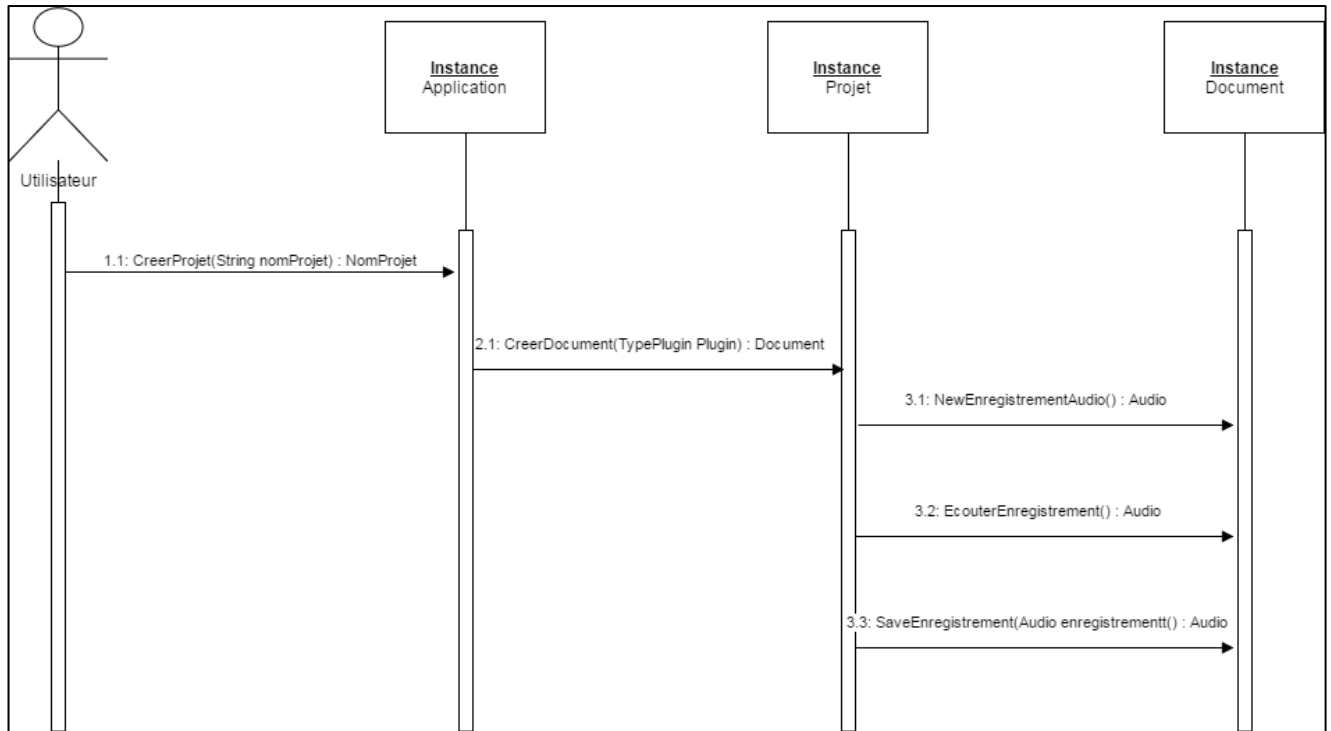 Instance
Application
Instance
Projet
Instance
Document
Utilisateur
1.1: CreerProjet(String nomProjet) : NomProjet
2.1: CreerDocument(TypePlugin Plugin) : Document
3.1: NewEnregistrementAudio() : Audio
3.2: EcouterEnregistrement() : Audio
3.3: SaveEnregistrement(Audio enregistrementt() : Audio